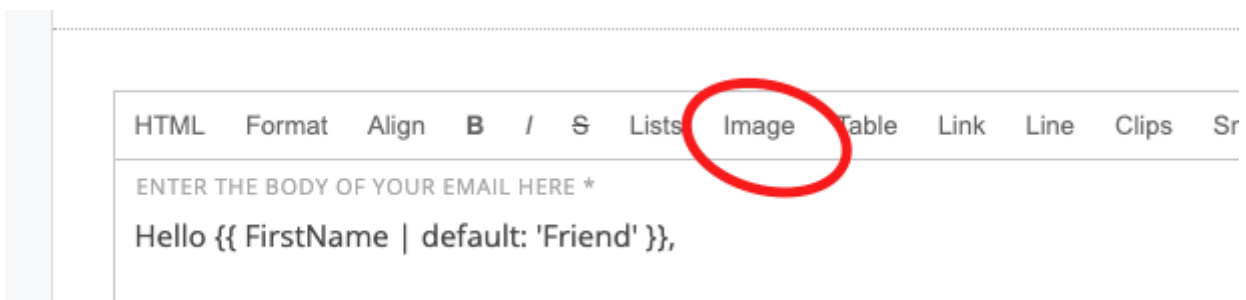 HTML Format Align B I S Lists Image Table Link Line Clips
ENTER THE BODY OF YOUR EMAIL HERE *
Hello {{ FirstName | default: 'Friend' }},